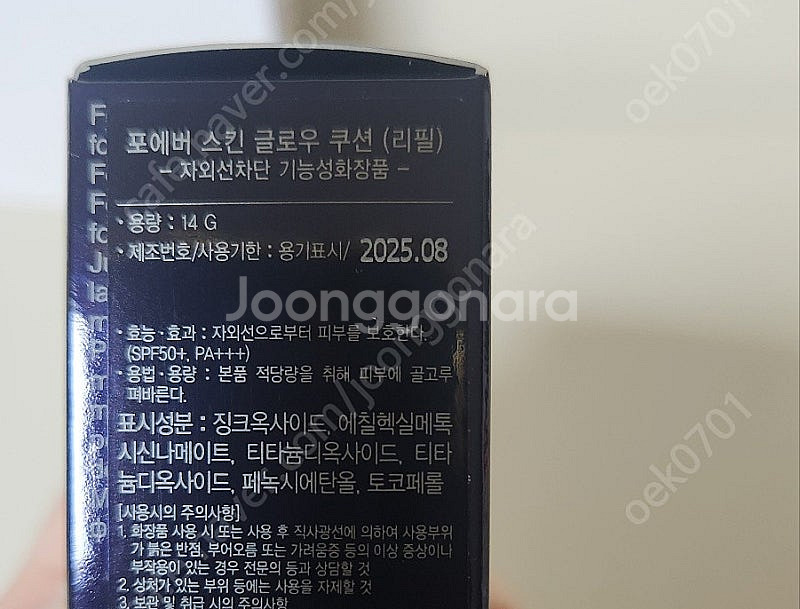 포에버 스킨 글로우 쿠션 (리필)
– 자외선차단 기능성화장품 –
· 용량 : 14 G
· 제조번호/사용기한 : 용기표시/ 2025.08
Joonggonara
· 효능·효과 : 자외선으로부터 피부를 보호한다.
(SPF50+, PA+++)
· 용법·용량 : 본품 적당량을 취해 피부에 골고루
펴바른다.
표시성분 : 징크옥사이드, 에칠헥실메톡
시신나메이트, 티타늄디옥사이드, 티타
늄디옥사이드, 페녹시에탄올, 토코페롤
[사용시의 주의사항]
1. 화장품 사용 시 또는 사용 후 직사광선에 의하여 사용부위
가 붉은 반점, 부어오름 또는 가려움증 등의 이상 증상이나
부작용이 있는 경우 전문의 등과 상담할 것
2. 상처가 있는 부위 등에는 사용을 자제할 것
3. 보관 및 취급 시의 주의사항
oek0701
oek0701